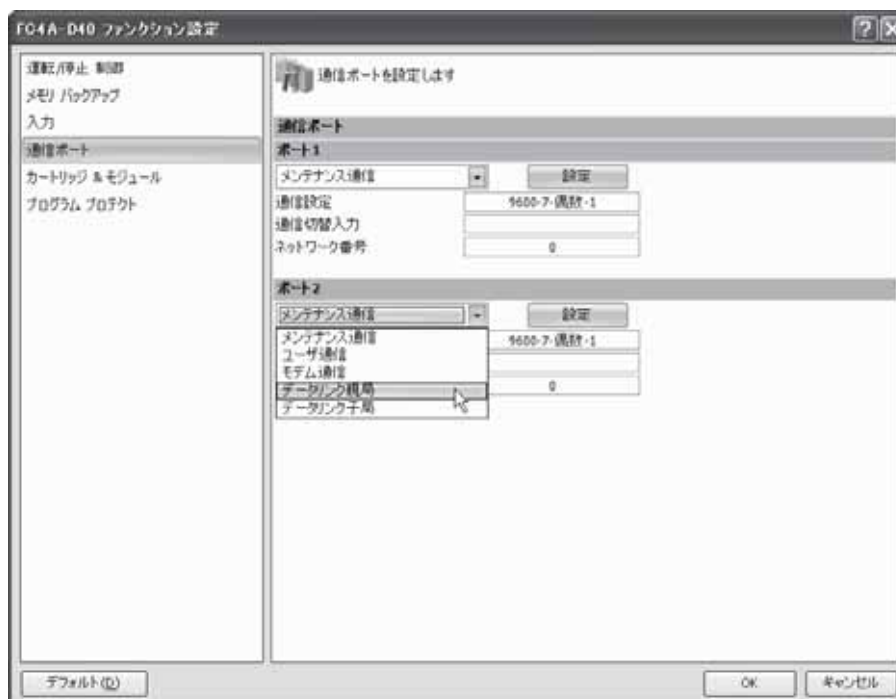 FC4A-D40 ファンクション設定
運転/停止 制御
メモリ バックアップ
入力
通信ポート
カートリッジ & モジュール
プログラム プロテクト
通信ポートを設定します
通信ポート
ポート1
メンテナンス通信 設定
通信設定 9600-7-偶数-1
通信切替入力
ネットワーク番号 0
ポート2
メンテナンス通信 設定
メンテナンス通信 9600-7-偶数-1
ユーザ通信
モデム通信
データリンク親局 0
データリンク子局
デフォルト(D) OK キャンセル